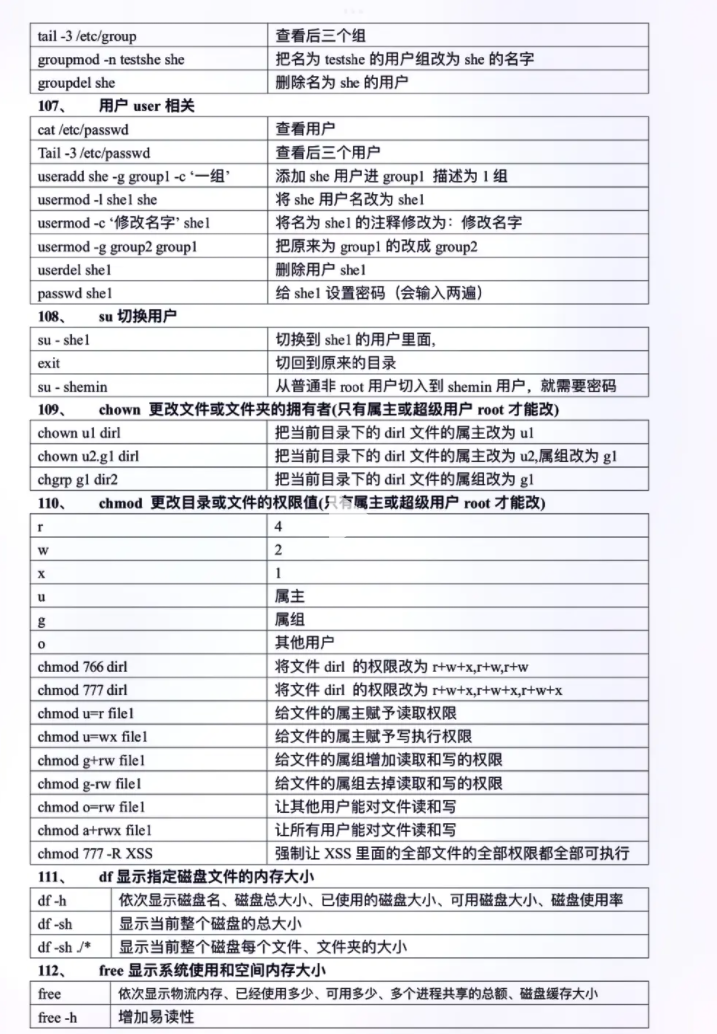 tail -3 /etc/group 查看后三个组
groupmod -n testshe she 把名为 testshe 的用户组改为 she 的名字
groupdel she 删除名为 she 的用户
107、 用户 user 相关
cat /etc/passwd 查看用户
Tail -3 /etc/passwd 查看后三个用户
useradd she -g group1 -c ‘一组’ 添加 she 用户进 group1 描述为 1 组
usermod -l she1 she 将 she 用户名改为 she1
usermod -c ‘修改名字’ she1 将名为 she1 的注释修改为：修改名字
usermod -g group2 group1 把原来为 group1 的改成 group2
userdel she1 删除用户 she1
passwd she1 给 she1 设置密码（会输入两遍）
108、 su 切换用户
su - she1 切换到 she1 的用户里面,
exit 切回到原来的目录
su - shemin 从普通非 root 用户切入到 shemin 用户，就需要密码
109、 chown 更改文件或文件夹的拥有者(只有属主或超级用户 root 才能改)
chown u1 dirl 把当前目录下的 dirl 文件的属主改为 u1
chown u2.g1 dirl 把当前目录下的 dirl 文件的属主改为 u2,属组改为 g1
chgrp g1 dir2 把当前目录下的 dirl 文件的属组改为 g1
110、 chmod 更改目录或文件的权限值(只有属主或超级用户 root 才能改)
r 4
w 2
x 1
u 属主
g 属组
o 其他用户
chmod 766 dirl 将文件 dirl 的权限改为 r+w+x,r+w,r+w
chmod 777 dirl 将文件 dirl 的权限改为 r+w+x,r+w+x,r+w+x
chmod u=r file1 给文件的属主赋予读取权限
chmod u=wx file1 给文件的属主赋予写执行权限
chmod g+rw file1 给文件的属组增加读取和写的权限
chmod g-rw file1 给文件的属组去掉读取和写的权限
chmod o=rw file1 让其他用户能对文件读和写
chmod a+rwx file1 让所有用户能对文件读和写
chmod 777 -R XSS 强制让 XSS 里面的全部文件的全部权限都全部可执行
111、 df 显示指定磁盘文件的内存大小
df -h 依次显示磁盘名、磁盘总大小、已使用的磁盘大小、可用磁盘大小、磁盘使用率
df -sh 显示当前整个磁盘的总大小
df -sh ./* 显示当前整个磁盘每个文件、文件夹的大小
112、 free 显示系统使用和空间内存大小
free 依次显示物流内存、已经使用多少、可用多少、多个进程共享的总额、磁盘缓存大小
free -h 增加易读性